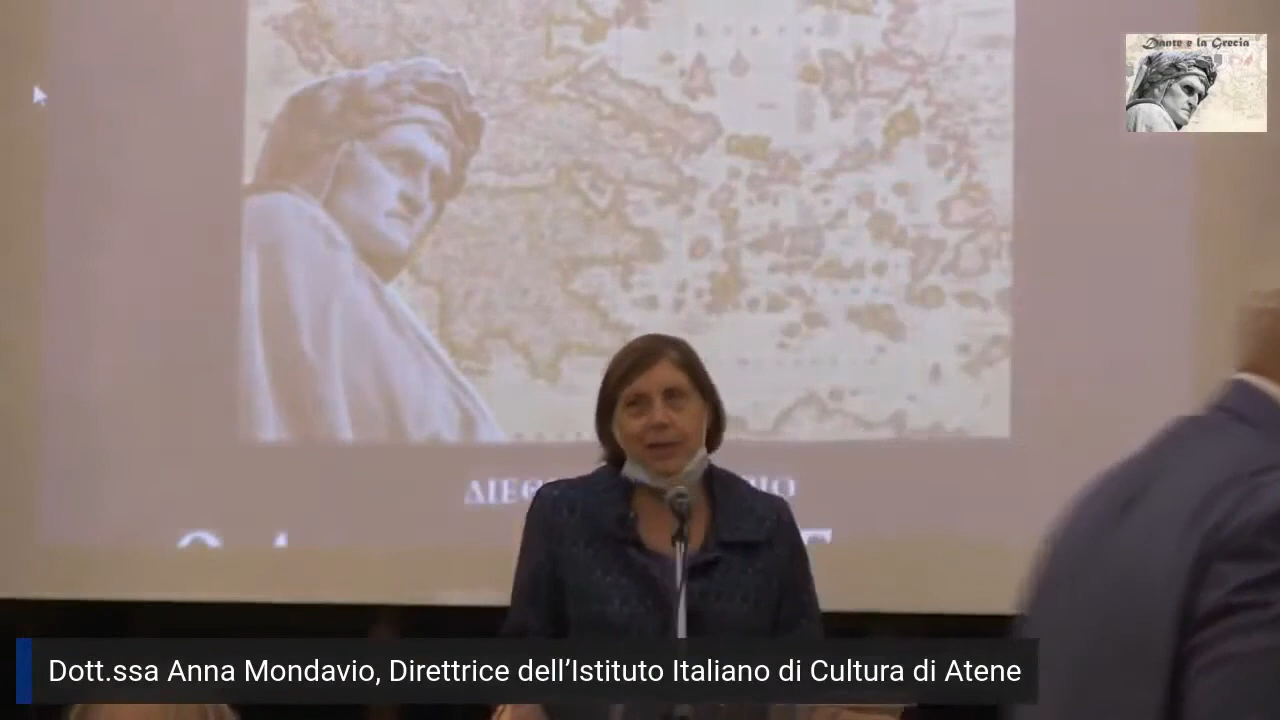 Dante e la Grecia
Dott.ssa Anna Mondavio, Direttrice dell’Istituto Italiano di Cultura di Atene